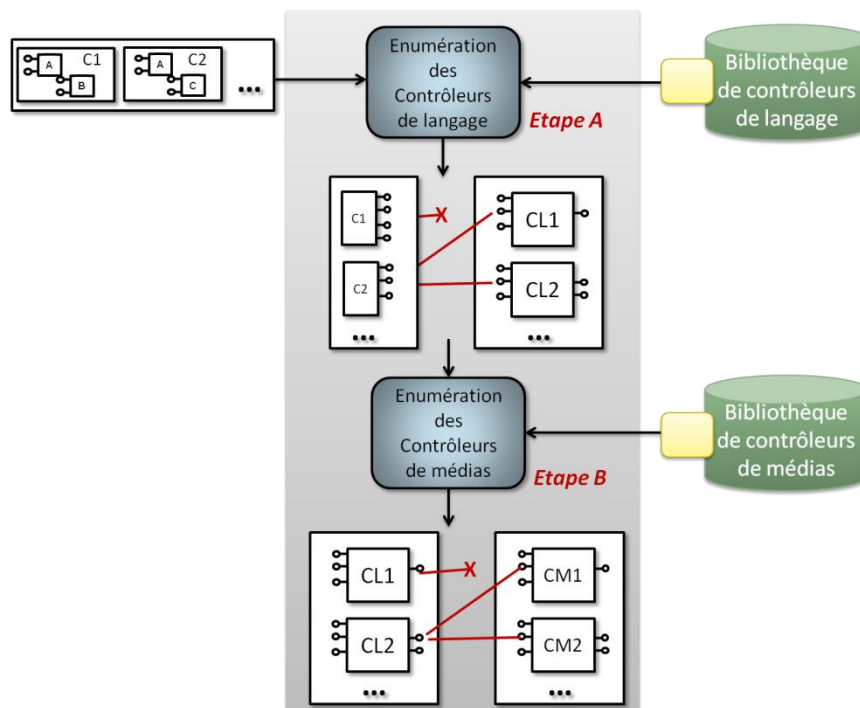 C1
A
B
C2
A
C
...
Enumération
des
Contrôleurs
de langage
Etape A
Bibliothèque
de contrôleurs
de langage
C1
C2
...
X
CL1
CL2
...
Enumération
des
Contrôleurs
de médias
Etape B
Bibliothèque
de contrôleurs
de médias
CL1
CL2
...
X
CM1
CM2
...